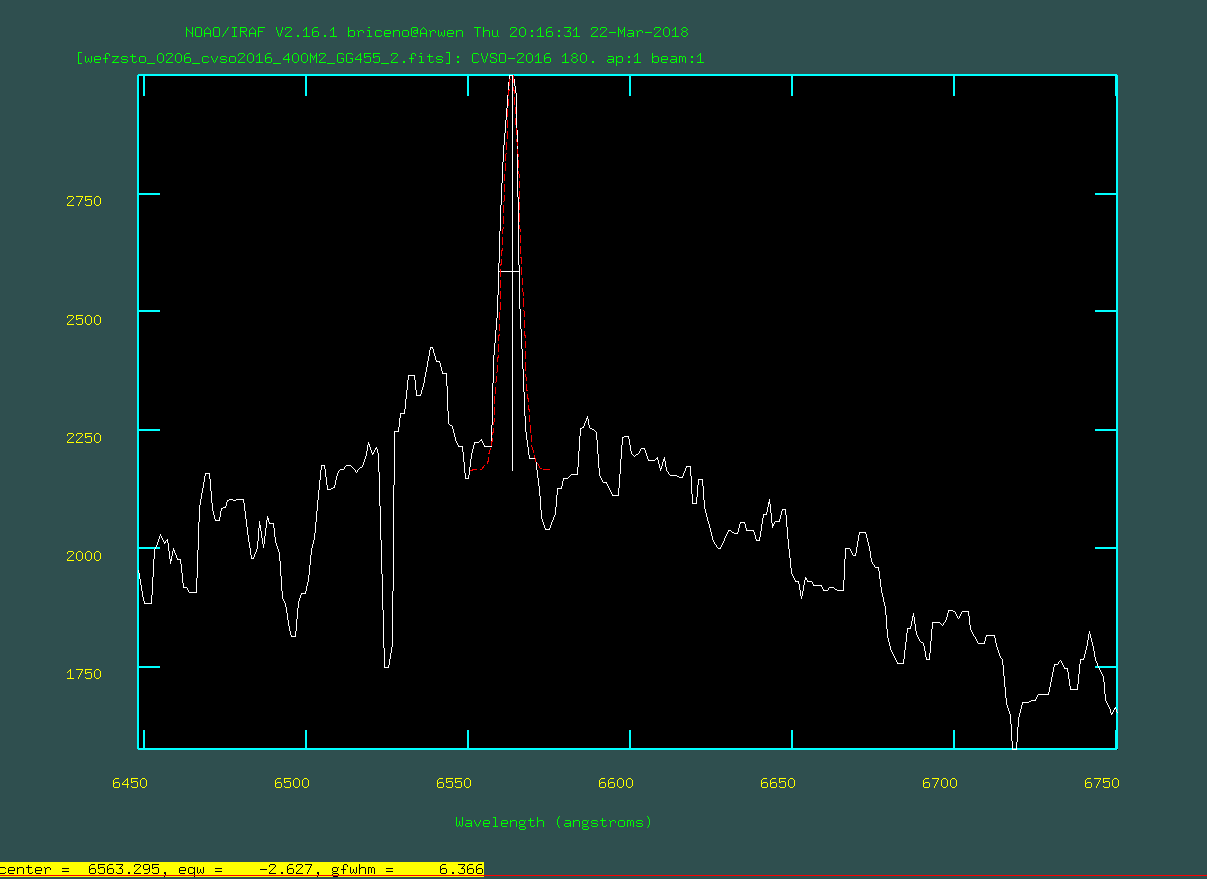 NOAO/IRAF V2.16.1 briceno@Arwen Thu 20:16:31 22-Mar-2018
[wefzsto_0206_cvso2016_400M2_GG455_2.fits]: CVSO-2016 180. ap:1 beam:1
2750
2500
2250
2000
1750
6450 6500 6550 6600 6650 6700 6750
Wavelength (angstroms)
center = 6563.295, eqw = -2.627, gfwhm = 6.366